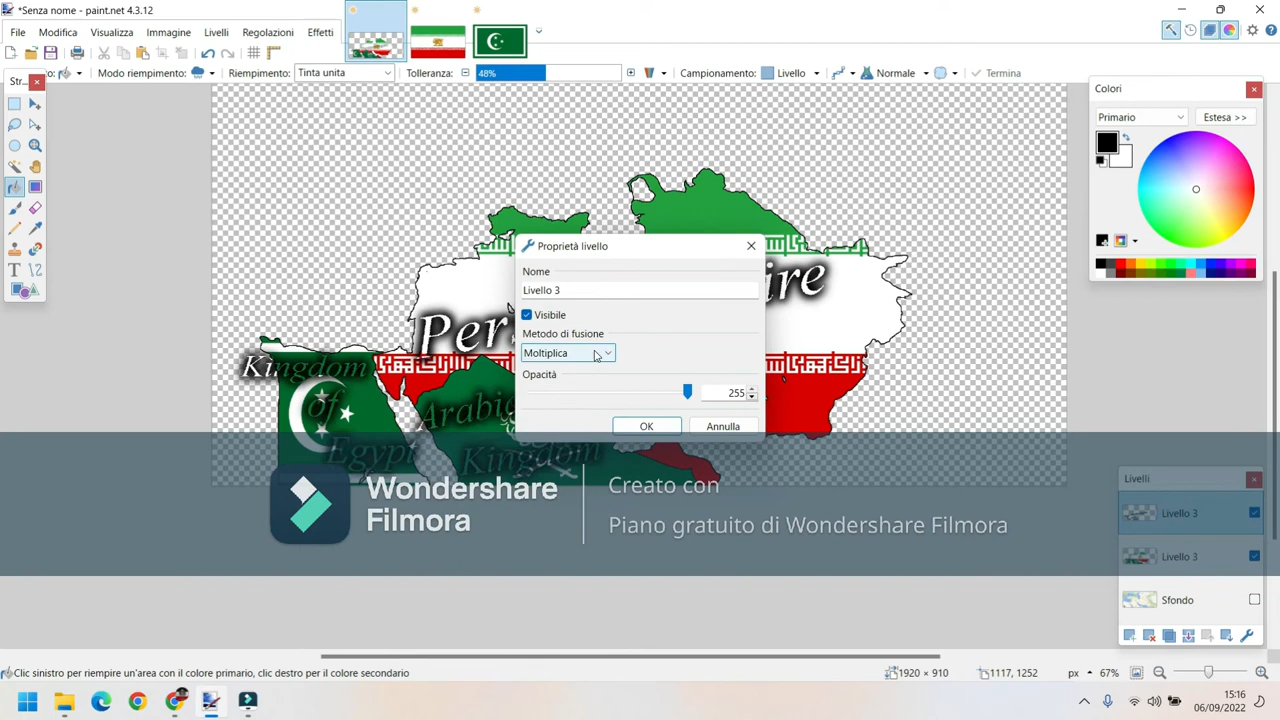 *Senza nome - paint.net 4.3.12
File Modifica Visualizza Immagine Livelli Regolazioni Effetti
Str...
Modo riempimento: Riempimento: Tinta unita Tolleranza: 48% Campionamento: Livello Normale Termina
Colori
Primario Estesa >>
Proprietà livello
Nome
Livello 3
Visibile
Metodo di fusione
Moltiplica
Opacità
255
OK Annulla
Kingdom
of
Egypt
Kingdom
Wondershare
Filmora
Creato con
Piano gratuito di Wondershare Filmora
Livelli
Livello 3
Livello 3
Sfondo
Clic sinistro per riempire un'area con il colore primario, clic destro per il colore secondario
1920 × 910 1117, 1252 px 67%
15:16
06/09/2022